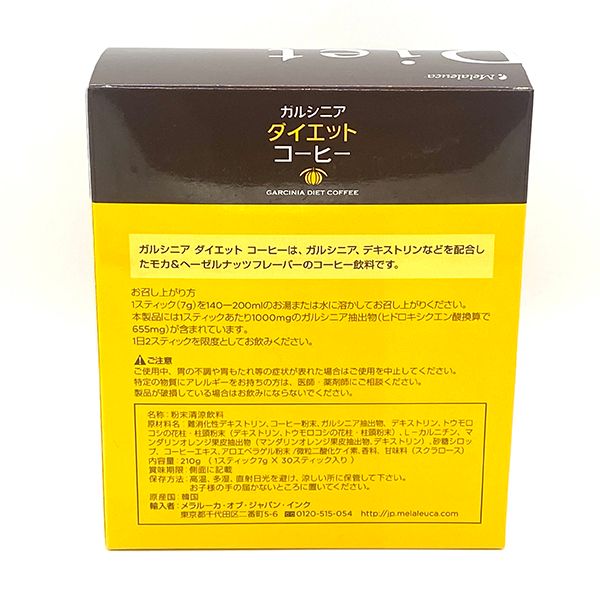 Diet
Melaleuca
ガルシニア
ダイエット
コーヒー
GARCINIA DIET COFFEE
ガルシニア ダイエット コーヒーは、ガルシニア、デキストリンなどを配合し
たモカ&ヘーゼルナッツフレーバーのコーヒー飲料です。
お召し上がり方
1スティック(7g)を140ー200mlのお湯または水に溶かしてお召し上がりください。
本製品には1スティックあたり1000mgのガルシニア抽出物(ヒドロキシクエン酸換算で
655mg)が含まれています。
1日2スティックを限度としてお飲みください。
ご注意
ご使用中、胃の不調や胃もたれ等の症状が表れた場合はご使用を中止してください。
特定の物質にアレルギーをお持ちの方は、医師・薬剤師にご相談ください。
製品が破損している場合はお飲みにならないでください。
名称:粉末清涼飲料
原材料名:難消化性デキストリン、コーヒー粉末、ガルシニア抽出物、デキストリン、トウモロ
コシの花柱・柱頭粉末(デキストリン、トウモロコシの花柱・柱頭粉末)、L-カルニチン、マ
ンダリンオレンジ果皮抽出物(マンダリンオレンジ果皮抽出物、デキストリン)、砂糖シロッ
プ、コーヒーエキス、アロエベラゲル粉末/微粒二酸化ケイ素、香料、甘味料(スクラロース)
内容量:210g(1スティック7g X 30スティック入り)
賞味期限:側面に記載
保存方法:高温、多湿、直射日光を避け、涼しい所に保管して下さい。
お子様の手の届かないところに置いてください。
原産国:韓国
輸入者:メラルーカ・オブ・ジャパン・インク
東京都千代田区二番町5-6 0120-515-054 http://jp.melaleuca.com